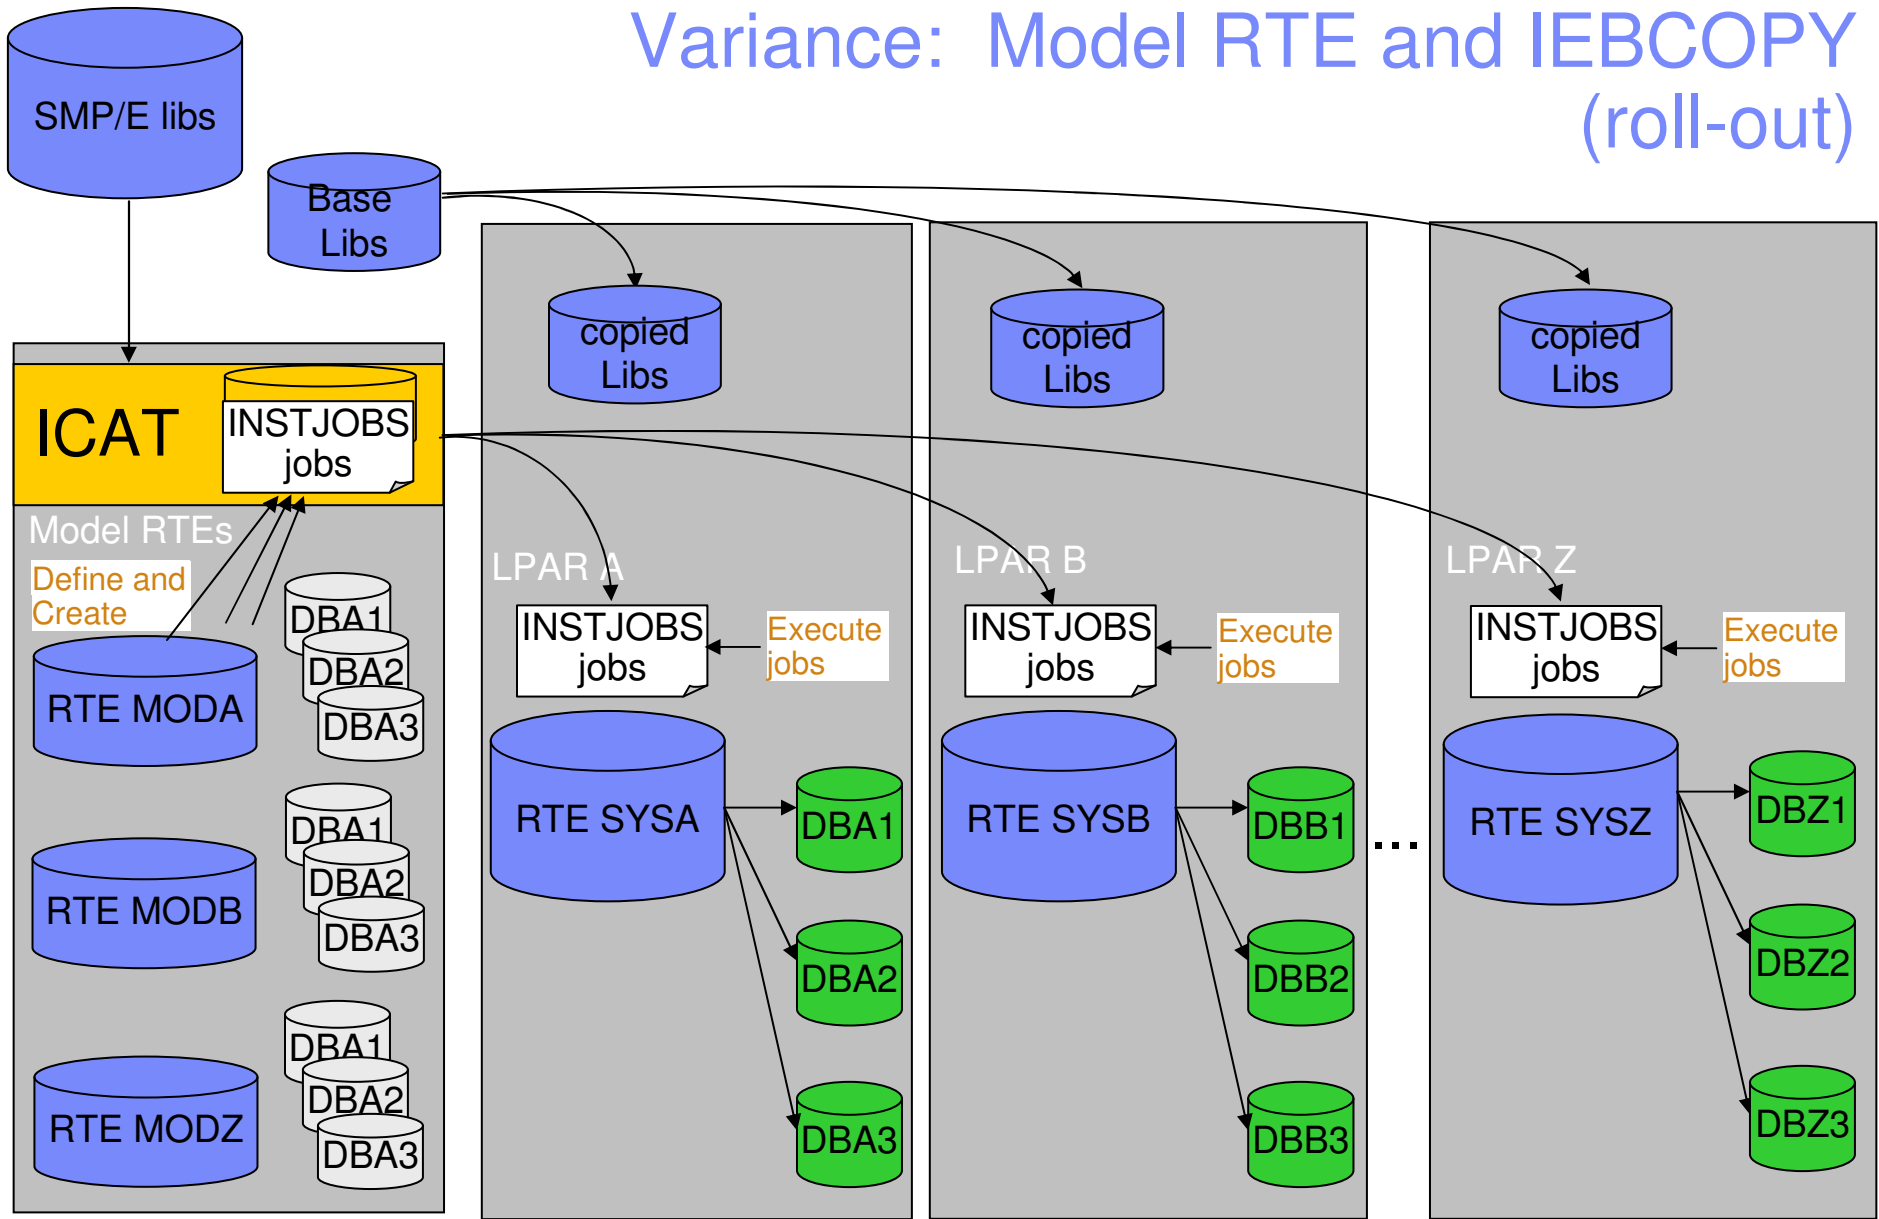 Variance: Model RTE and IEBCOPY
(roll-out)
SMP/E libs
Base
Libs
copied
Libs
copied
Libs
copied
Libs
ICAT
INSTJOBS
jobs
Model RTEs
Define and
Create
DBA1
DBA2
DBA3
RTE MODA
DBA1
DBA2
DBA3
RTE MODB
DBA1
DBA2
DBA3
RTE MODZ
LPAR A
INSTJOBS
jobs
Execute
jobs
RTE SYSA
DBA1
DBA2
DBA3
LPAR B
INSTJOBS
jobs
Execute
jobs
RTE SYSB
DBB1
DBB2
DBB3
...
LPAR Z
INSTJOBS
jobs
Execute
jobs
RTE SYSZ
DBZ1
DBZ2
DBZ3